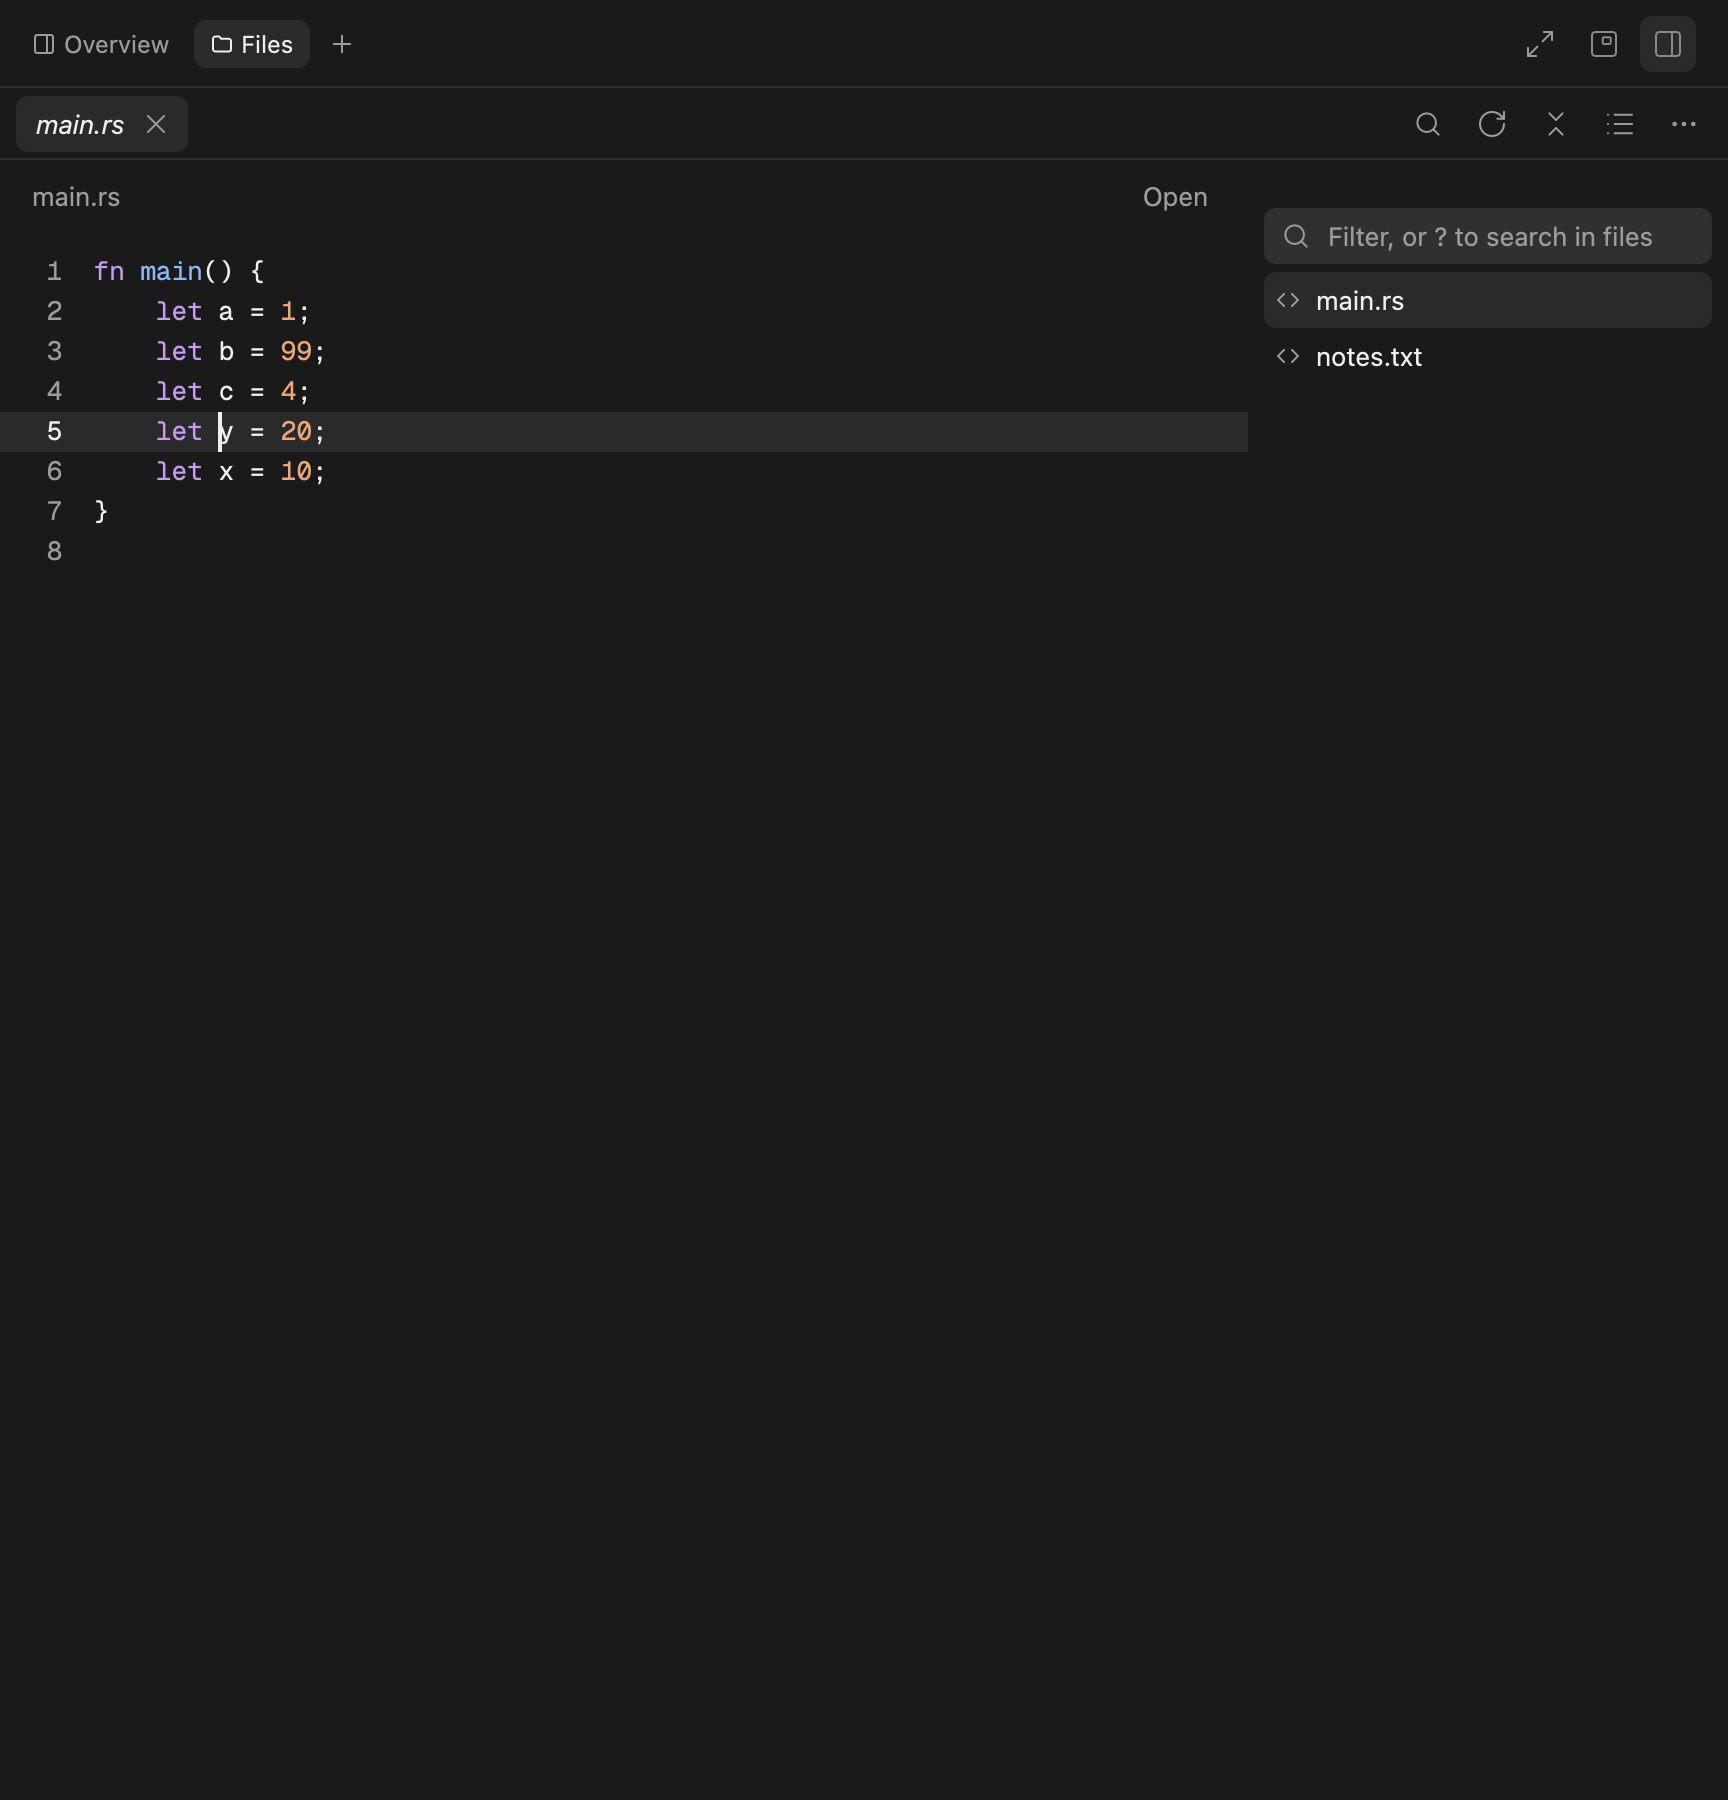 Overview Files
main.rs
main.rs Open
Filter, or ? to search in files
main.rs
notes.txt
1 fn main() {
2     let a = 1;
3     let b = 99;
4     let c = 4;
5     let y = 20;
6     let x = 10;
7 }
8